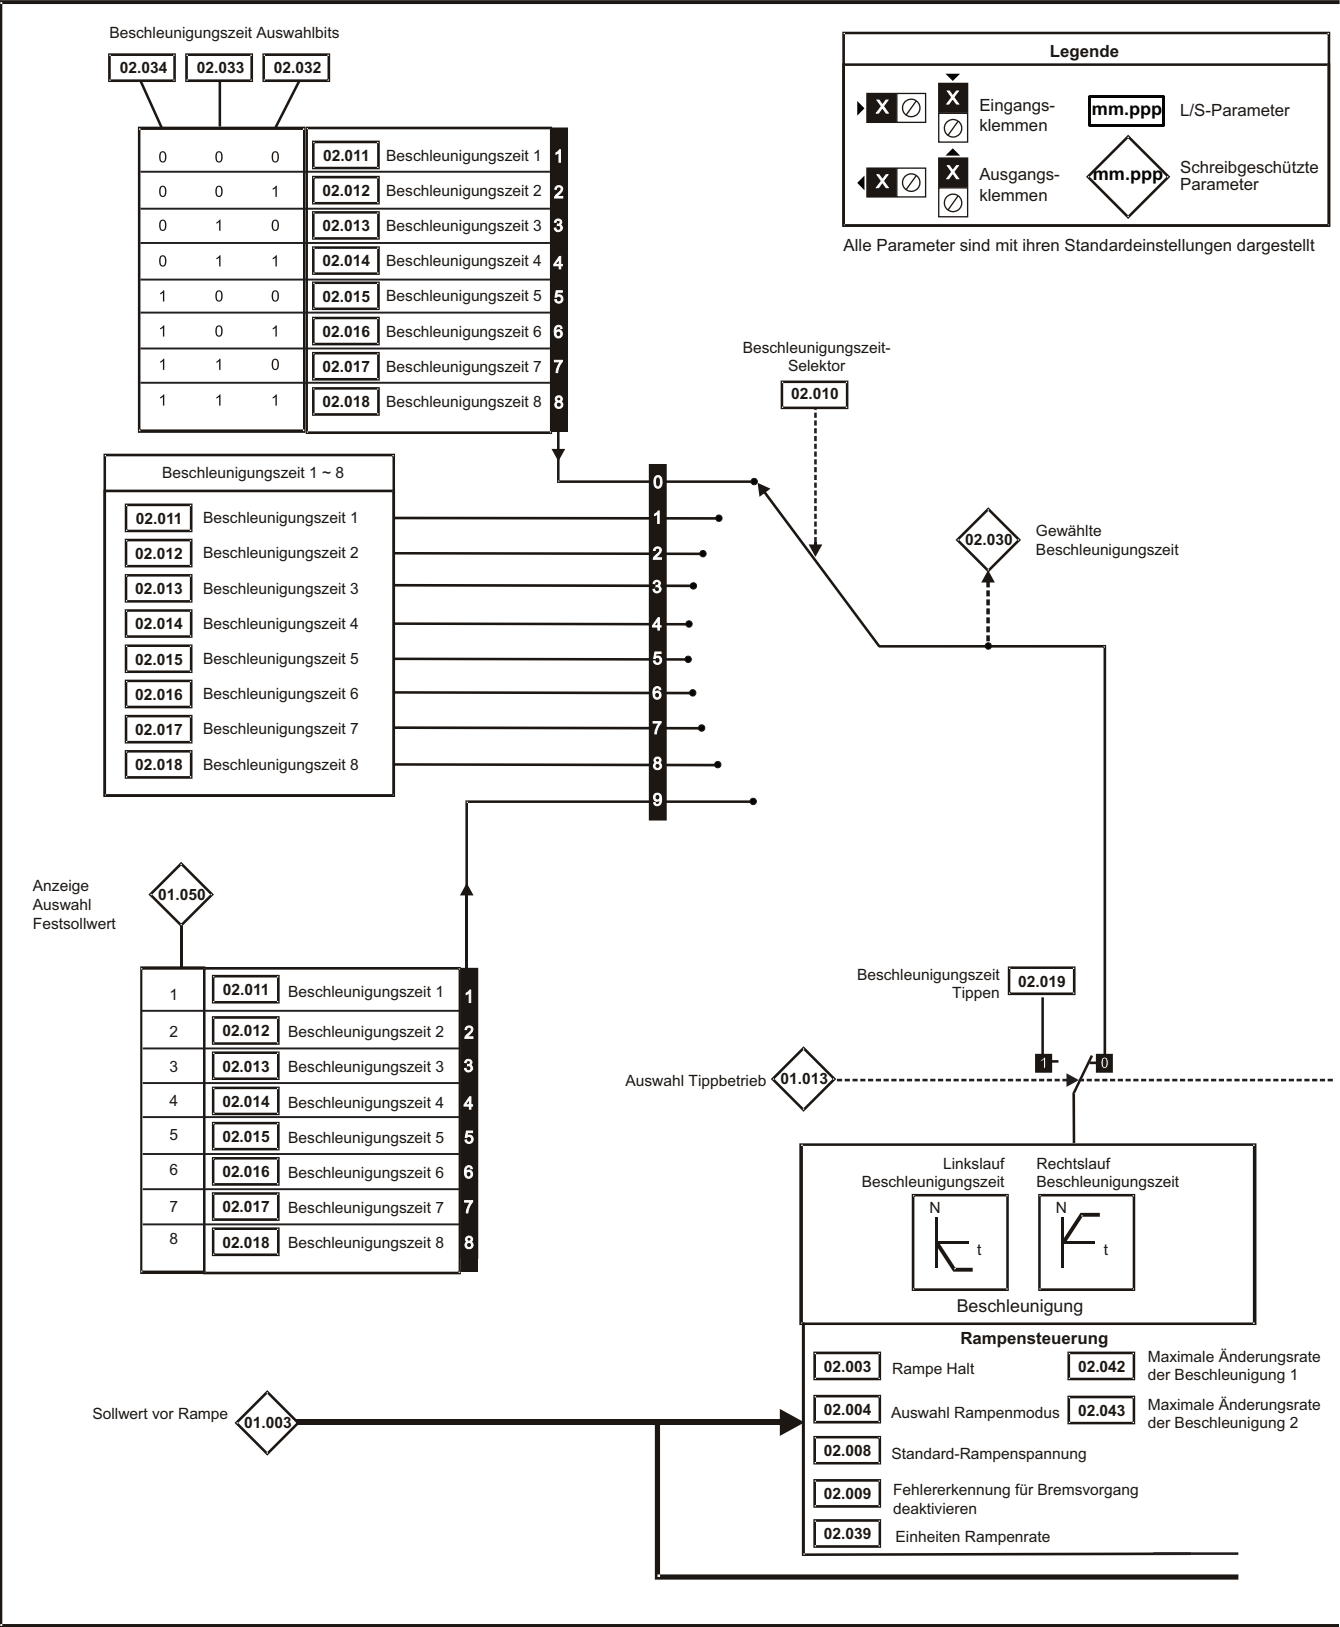 Beschleunigungszeit Auswahlbits
02.034 02.033 02.032
0 0 0 02.011 Beschleunigungszeit 1 1
0 0 1 02.012 Beschleunigungszeit 2 2
0 1 0 02.013 Beschleunigungszeit 3 3
0 1 1 02.014 Beschleunigungszeit 4 4
1 0 0 02.015 Beschleunigungszeit 5 5
1 0 1 02.016 Beschleunigungszeit 6 6
1 1 0 02.017 Beschleunigungszeit 7 7
1 1 1 02.018 Beschleunigungszeit 8 8
Legende
X X Eingangs-
klemmen
mm.ppp L/S-Parameter
X X Ausgangs-
klemmen
mm.ppp Schreibgeschützte
Parameter
Alle Parameter sind mit ihren Standardeinstellungen dargestellt
Beschleunigungszeit-
Selektor
02.010
Beschleunigungszeit 1 ~ 8
0
02.011 Beschleunigungszeit 1 1
02.012 Beschleunigungszeit 2 2
02.013 Beschleunigungszeit 3 3
02.014 Beschleunigungszeit 4 4
02.015 Beschleunigungszeit 5 5
02.016 Beschleunigungszeit 6 6
02.017 Beschleunigungszeit 7 7
02.018 Beschleunigungszeit 8 8
9
02.030 Gewählte
Beschleunigungszeit
Anzeige
Auswahl
Festsollwert
01.050
1 02.011 Beschleunigungszeit 1 1
2 02.012 Beschleunigungszeit 2 2
3 02.013 Beschleunigungszeit 3 3
4 02.014 Beschleunigungszeit 4 4
5 02.015 Beschleunigungszeit 5 5
6 02.016 Beschleunigungszeit 6 6
7 02.017 Beschleunigungszeit 7 7
8 02.018 Beschleunigungszeit 8 8
Beschleunigungszeit
Tippen
02.019
1 0
Auswahl Tippbetrieb 01.013
Linkslauf
Beschleunigungszeit
Rechtslauf
Beschleunigungszeit
N t
N t
Beschleunigung
Rampensteuerung
02.003 Rampe Halt
02.042 Maximale Änderungsrate
der Beschleunigung 1
Sollwert vor Rampe 01.003
02.004 Auswahl Rampenmodus
02.043 Maximale Änderungsrate
der Beschleunigung 2
02.008 Standard-Rampenspannung
02.009 Fehlererkennung für Bremsvorgang
deaktivieren
02.039 Einheiten Rampenrate